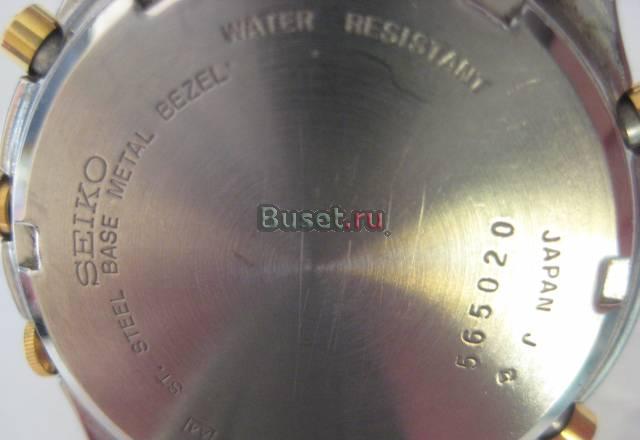 WATER RESISTANT
SEIKO
ST. STEEL BASE METAL BEZEL
JAPAN J
565020
Buset.ru